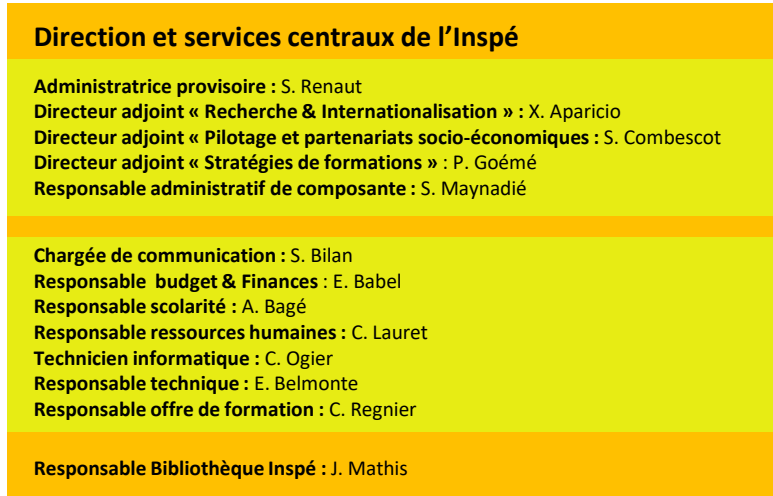 Direction et services centraux de l'Inspé
Administratrice provisoire : S. Renaut
Directeur adjoint « Recherche & Internationalisation » : X. Aparicio
Directeur adjoint « Pilotage et partenariats socio-économiques : S. Combescot
Directeur adjoint « Stratégies de formations » : P. Goémé
Responsable administratif de composante : S. Maynadié
Chargée de communication : S. Bilan
Responsable budget & Finances : E. Babel
Responsable scolarité : A. Bagé
Responsable ressources humaines : C. Lauret
Technicien informatique : C. Ogier
Responsable technique : E. Belmonte
Responsable offre de formation : C. Regnier
Responsable Bibliothèque Inspé : J. Mathis